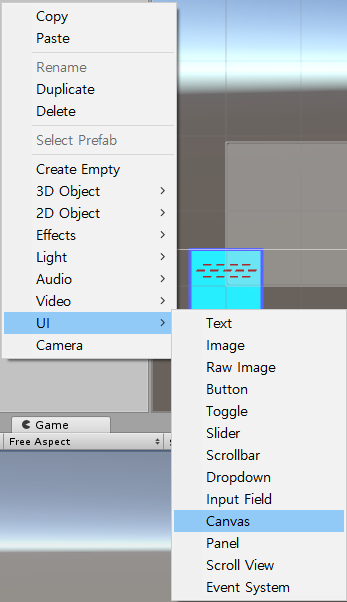 Copy
Paste
Rename
Duplicate
Delete
Select Prefab
Create Empty
3D Object
2D Object
Effects
Light
Audio
Video
UI
Camera
Text
Image
Raw Image
Button
Toggle
Slider
Scrollbar
Dropdown
Input Field
Canvas
Panel
Scroll View
Event System
Game
Free Aspect